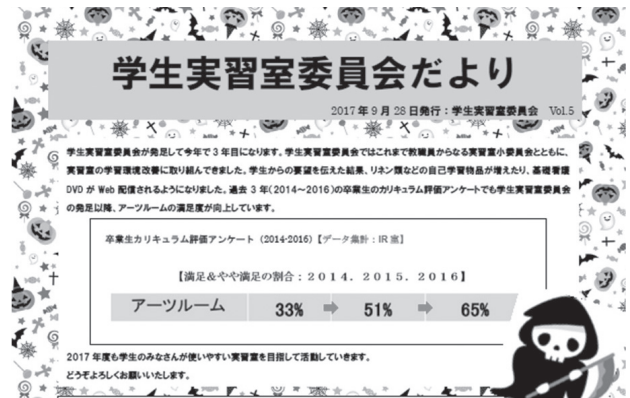 学生実習室委員会だより
2017年9月28日発行：学生実習室委員会　Vol.5
学生実習室委員会が発足して今年で3年目になります。学生実習室委員会ではこれまで教職員からなる実習室小委員会とともに、
実習室の学習環境改善に取り組んできました。学生からの要望を伝えた結果、リネン類などの自己学習物品が増えたり、基礎看護
DVDがWeb配信されるようになりました。過去3年(2014～2016)の卒業生のカリキュラム評価アンケートでも学生実習室委員会
の発足以降、アーツルームの満足度が向上しています。
卒業生カリキュラム評価アンケート（2014-2016)【データ集計：IR室】
【満足&やや満足の割合：２０１４．２０１５．２０１６】
アーツルーム 33% ➡ 51% ➡ 65%
2017年度も学生のみなさんが使いやすい実習室を目指して活動していきます。
どうぞよろしくお願いいたします。